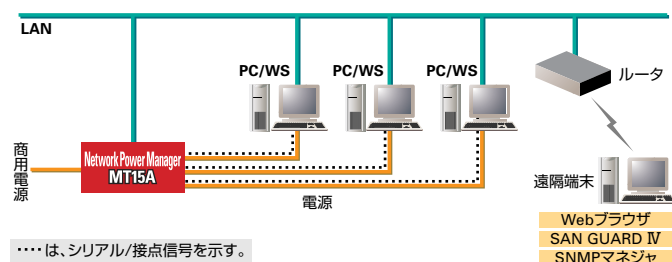 LAN
PC/WS
PC/WS
PC/WS
ルータ
商用電源
Network Power Manager
MT15A
電源
遠隔端末
Webブラウザ
SAN GUARD Ⅳ
SNMPマネジャ
‥‥は、シリアル/接点信号を示す。